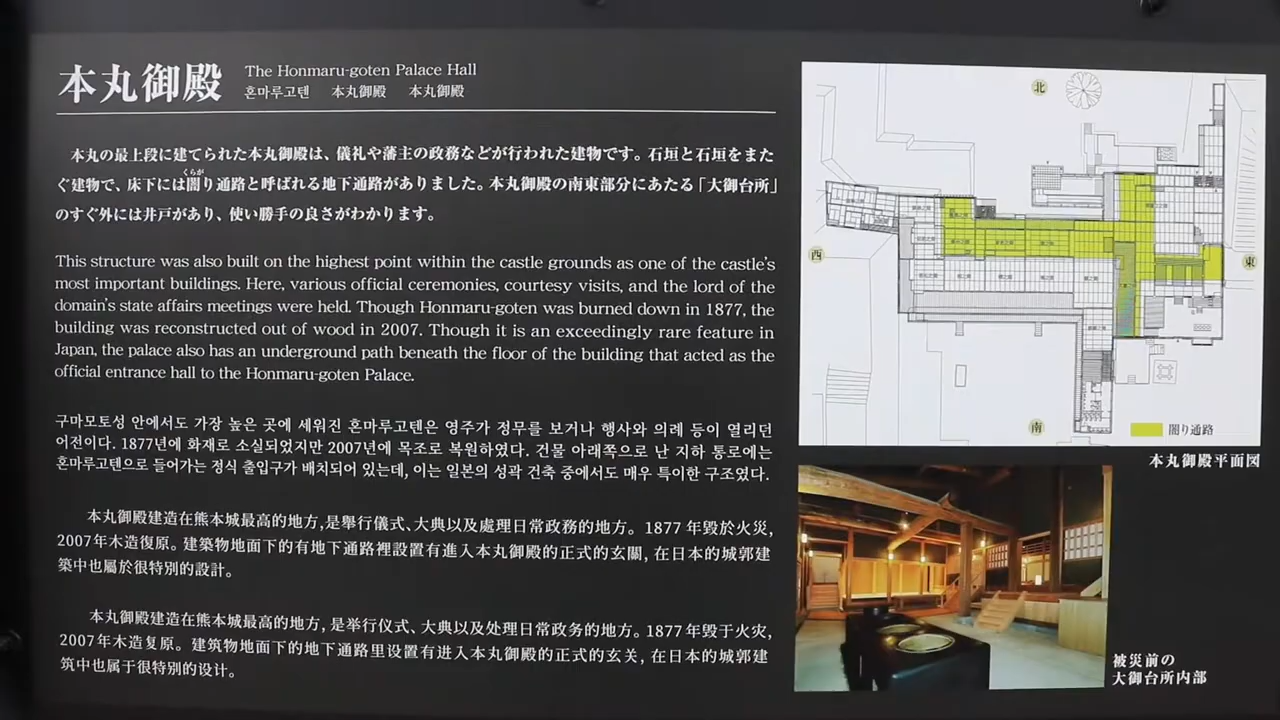 本丸御殿
The Honmaru-goten Palace Hall
혼마루고텐 本丸御殿 本丸御殿
本丸の最上段に建てられた本丸御殿は、儀礼や藩主の政務などが行われた建物です。石垣と石垣をまた
ぐ建物で、床下には闇り通路と呼ばれる地下通路がありました。本丸御殿の南東部分にあたる「大御台所」
くらが
のすぐ外には井戸があり、使い勝手の良さがわかります。
This structure was also built on the highest point within the castle grounds as one of the castle's
most important buildings. Here, various official ceremonies, courtesy visits, and the lord of the
domain's state affairs meetings were held. Though Honmaru-goten was burned down in 1877, the
building was reconstructed out of wood in 2007. Though it is an exceedingly rare feature in
Japan, the palace also has an underground path beneath the floor of the building that acted as the
official entrance hall to the Honmaru-goten Palace.
구마모토성 안에서도 가장 높은 곳에 세워진 혼마루고텐은 영주가 정무를 보거나 행사와 의례 등이 열리던
어전이다. 1877년에 화재로 소실되었지만 2007년에 목조로 복원하였다. 건물 아래쪽으로 난 지하 통로에는
혼마루고텐으로 들어가는 정식 출입구가 배치되어 있는데, 이는 일본의 성곽 건축 중에서도 매우 특이한 구조였다.
本丸御殿建造在熊本城最高的地方,是舉行儀式、大典以及處理日常政務的地方。1877年毀於火災,
2007年木造復原。建築物地面下的有地下通路裡設置有進入本丸御殿的正式的玄關,在日本的城郭建
築中也屬於很特別的設計。
本丸御殿建造在熊本城最高的地方,是举行仪式、大典以及处理日常政务的地方。1877年毁于火灾,
2007年木造复原。建筑物地面下的地下通路里设置有进入本丸御殿的正式的玄关,在日本的城郭建
筑中也属于很特别的设计。
北
西
東
南
闇り通路
本丸御殿平面図
被災前の
大御台所内部